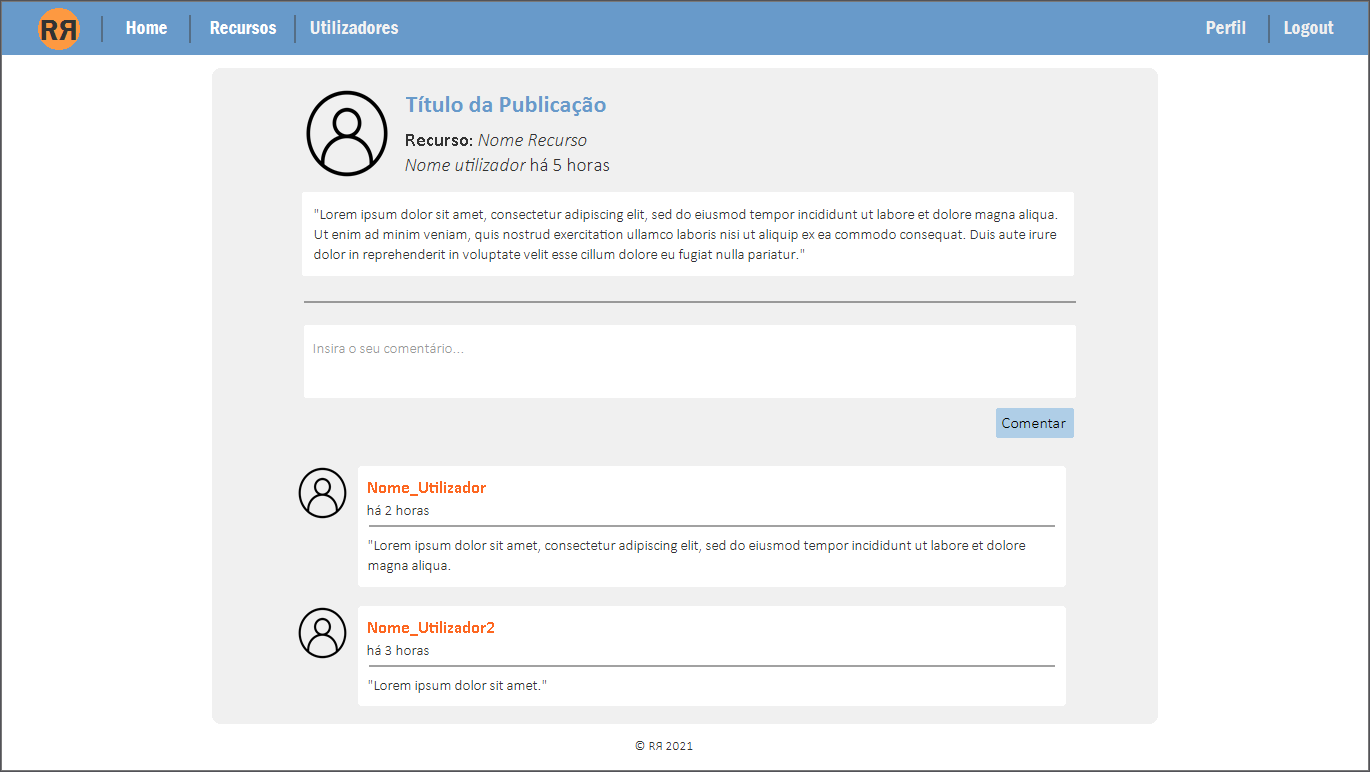 RЯ Home Recursos Utilizadores Perfil Logout
Título da Publicação
Recurso: Nome Recurso
Nome utilizador há 5 horas
"Lorem ipsum dolor sit amet, consectetur adipiscing elit, sed do eiusmod tempor incididunt ut labore et dolore magna aliqua.
Ut enim ad minim veniam, quis nostrud exercitation ullamco laboris nisi ut aliquip ex ea commodo consequat. Duis aute irure
dolor in reprehenderit in voluptate velit esse cillum dolore eu fugiat nulla pariatur."
Insira o seu comentário...
Comentar
Nome_Utilizador
há 2 horas
"Lorem ipsum dolor sit amet, consectetur adipiscing elit, sed do eiusmod tempor incididunt ut labore et dolore
magna aliqua.
Nome_Utilizador2
há 3 horas
"Lorem ipsum dolor sit amet."
© RЯ 2021